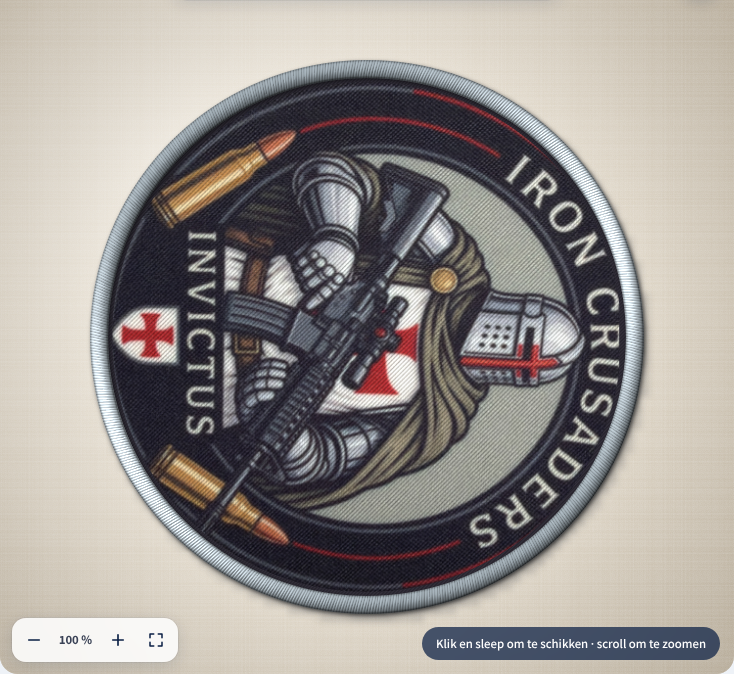 IRON CRUSADERS
INVICTUS
100 %
Klik en sleep om te schikken · scroll om te zoomen